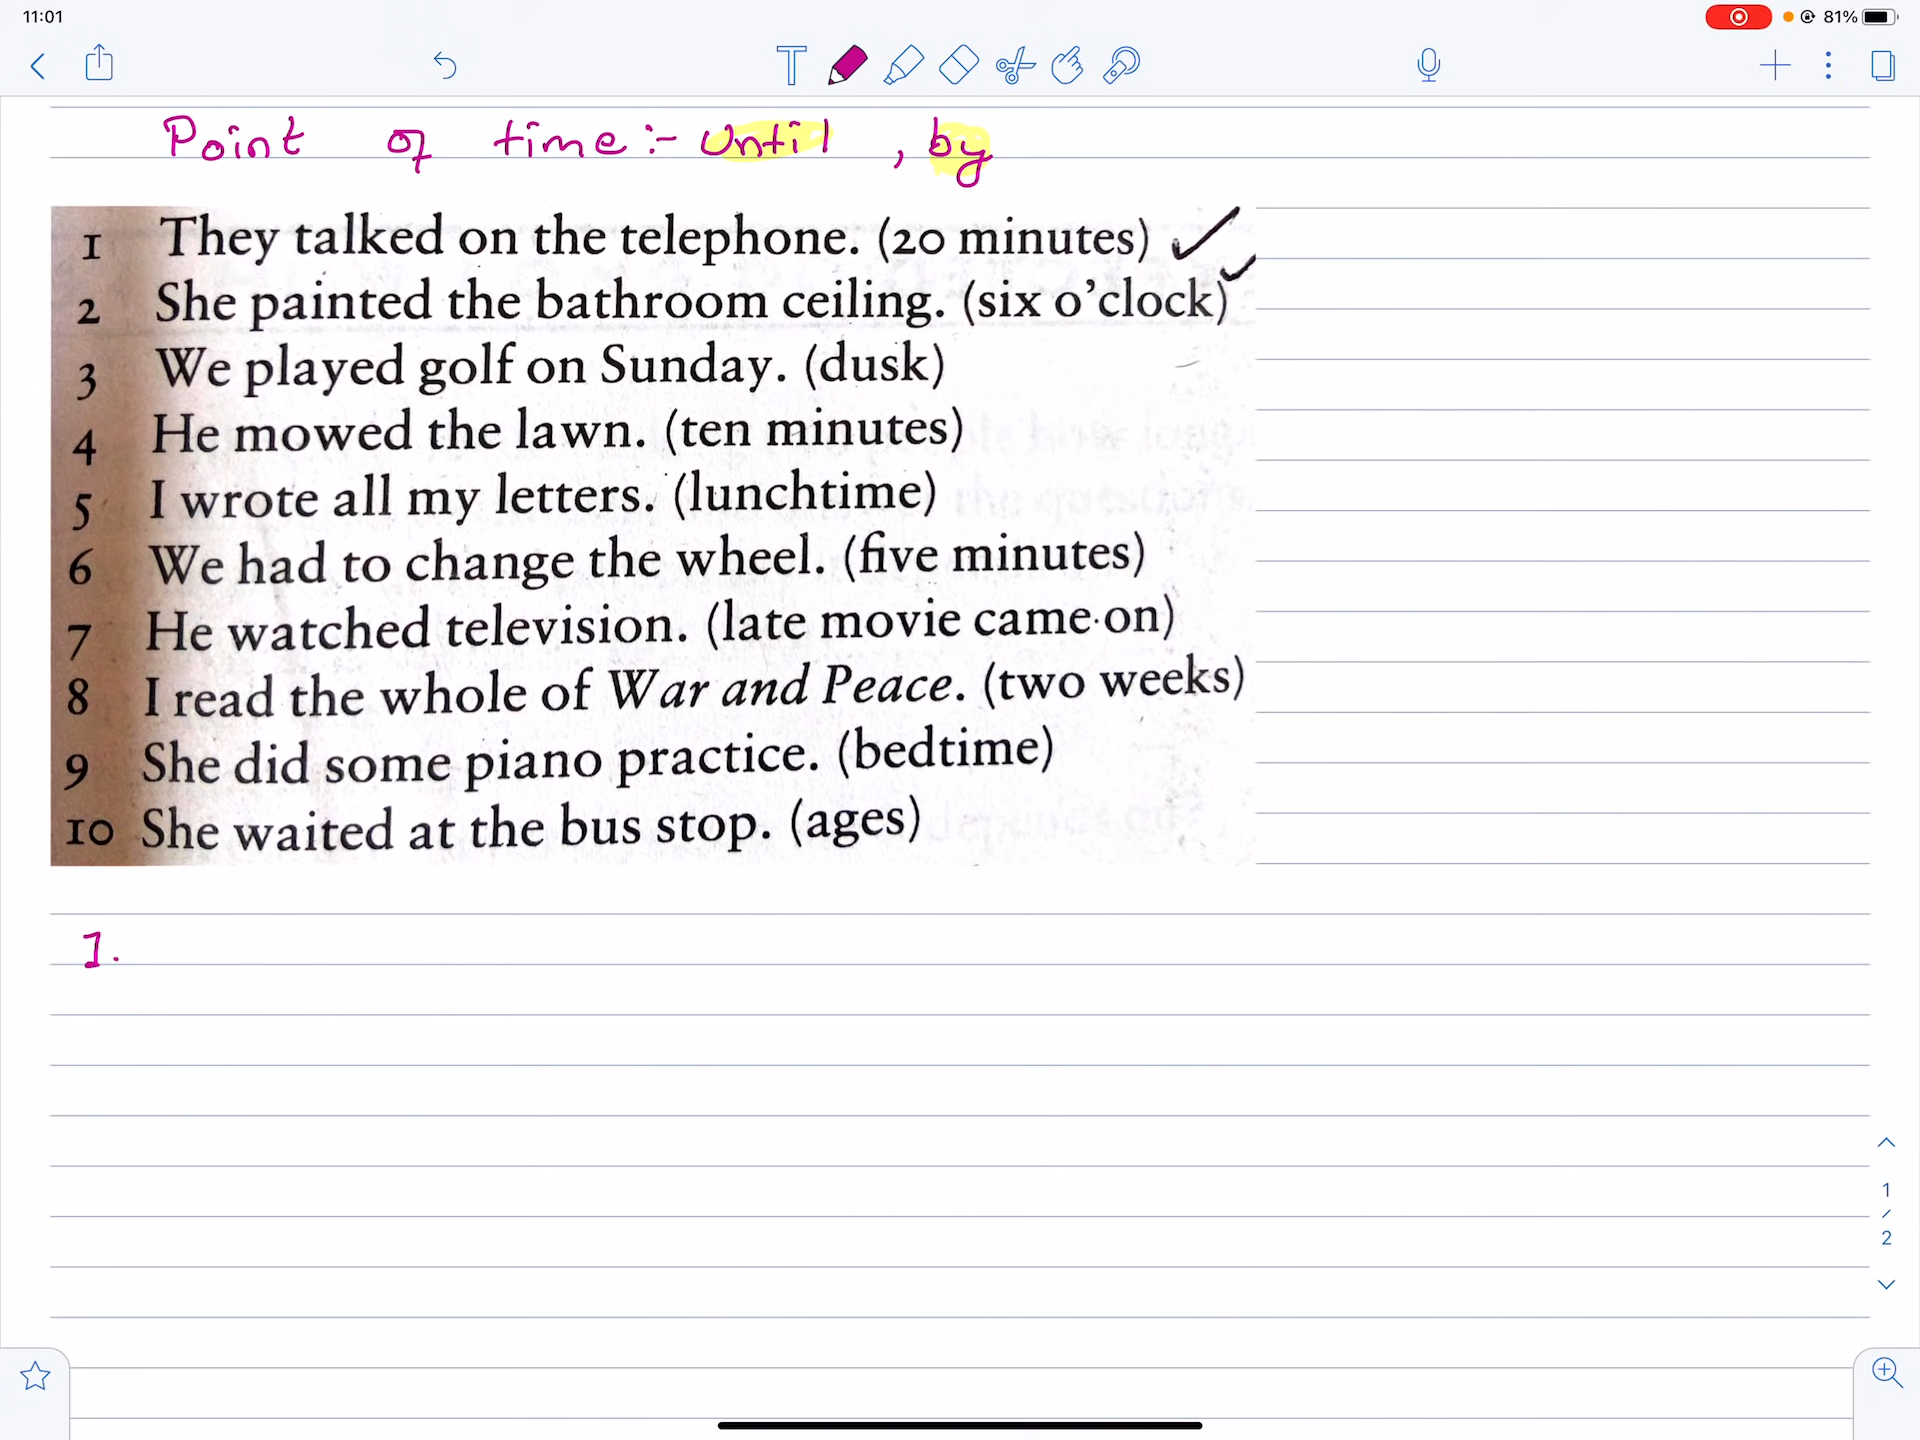 11:01
81%
Point of time :- Until , by
1 They talked on the telephone. (20 minutes)
2 She painted the bathroom ceiling. (six o'clock)
3 We played golf on Sunday. (dusk)
4 He mowed the lawn. (ten minutes)
5 I wrote all my letters. (lunchtime)
6 We had to change the wheel. (five minutes)
7 He watched television. (late movie came on)
8 I read the whole of War and Peace. (two weeks)
9 She did some piano practice. (bedtime)
10 She waited at the bus stop. (ages)
1.
1
/
2